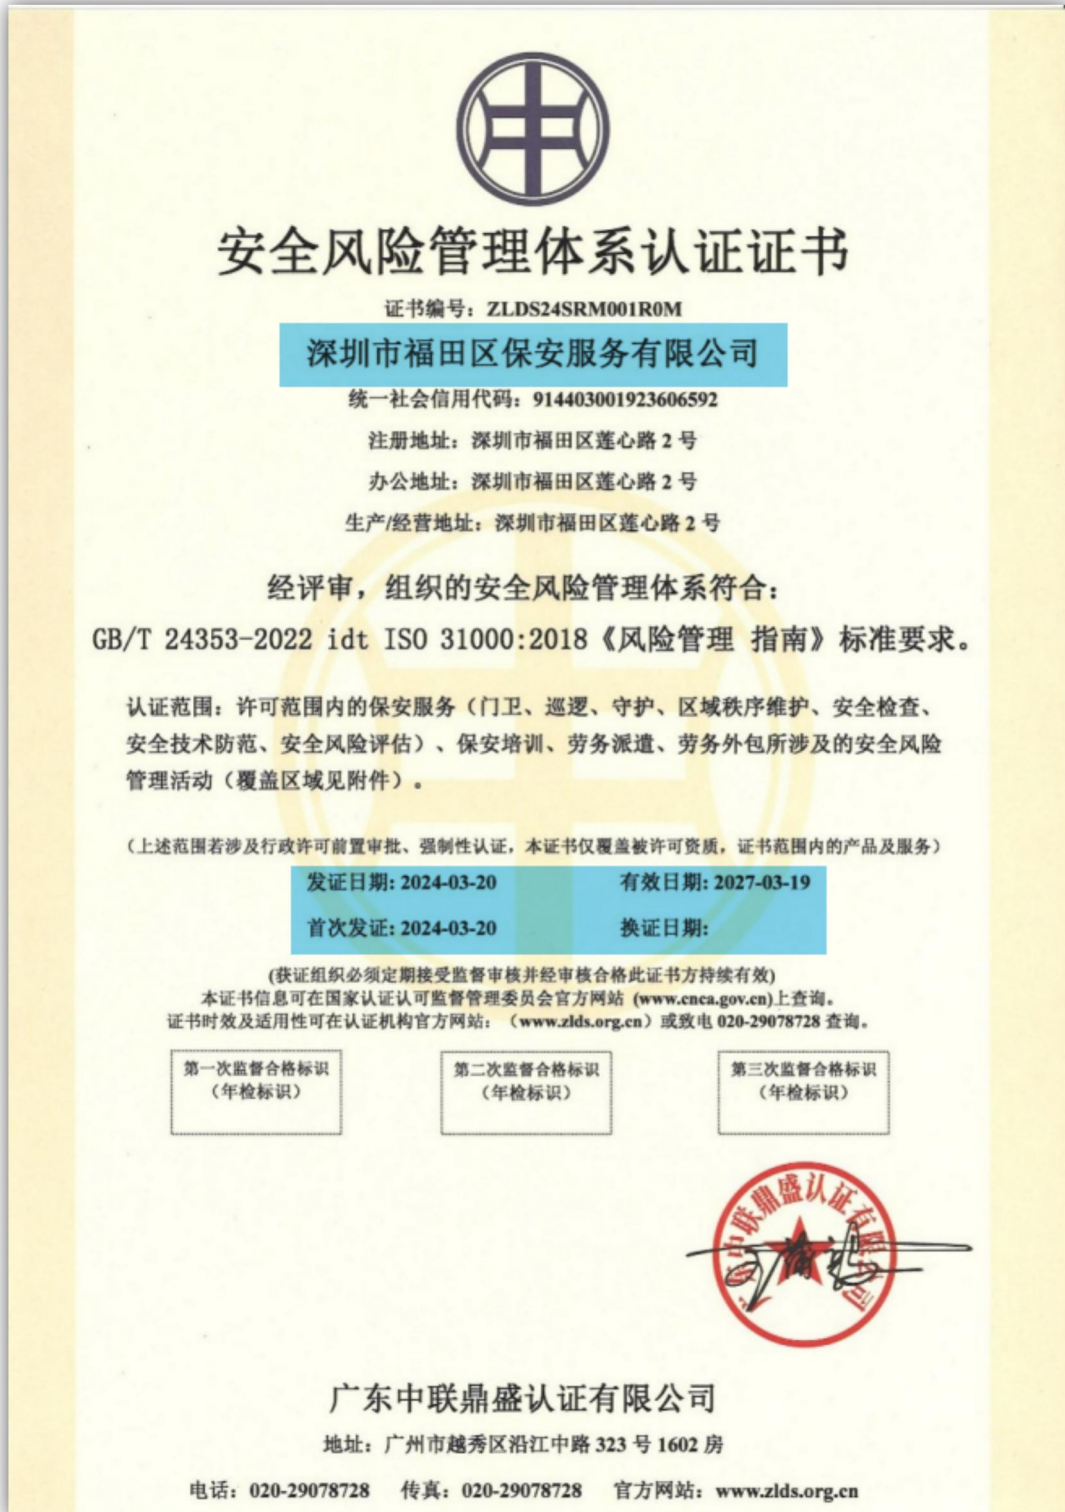 安全风险管理体系认证证书
证书编号：ZLDS24SRM001R0M
深圳市福田区保安服务有限公司
统一社会信用代码：914403001923606592
注册地址：深圳市福田区莲心路 2 号
办公地址：深圳市福田区莲心路 2 号
生产/经营地址：深圳市福田区莲心路 2 号
经评审，组织的安全风险管理体系符合：
GB/T 24353-2022 idt ISO 31000:2018《风险管理 指南》标准要求。
认证范围：许可范围内的保安服务（门卫、巡逻、守护、区域秩序维护、安全检查、
安全技术防范、安全风险评估）、保安培训、劳务派遣、劳务外包所涉及的安全风险
管理活动（覆盖区域见附件）。
（上述范围若涉及行政许可前置审批、强制性认证，本证书仅覆盖被许可资质，证书范围内的产品及服务）
发证日期: 2024-03-20 有效日期: 2027-03-19
首次发证: 2024-03-20 换证日期:
(获证组织必须定期接受监督审核并经审核合格此证书方持续有效)
本证书信息可在国家认证认可监督管理委员会官方网站 (www.cnca.gov.cn)上查询。
证书时效及适用性可在认证机构官方网站：（www.zlds.org.cn）或致电 020-29078728 查询。
第一次监督合格标识
（年检标识）
第二次监督合格标识
（年检标识）
第三次监督合格标识
（年检标识）
广东中联鼎盛认证有限公司
广东中联鼎盛认证有限公司
地址：广州市越秀区沿江中路 323 号 1602 房
电话：020-29078728 传真：020-29078728 官方网站：www.zlds.org.cn